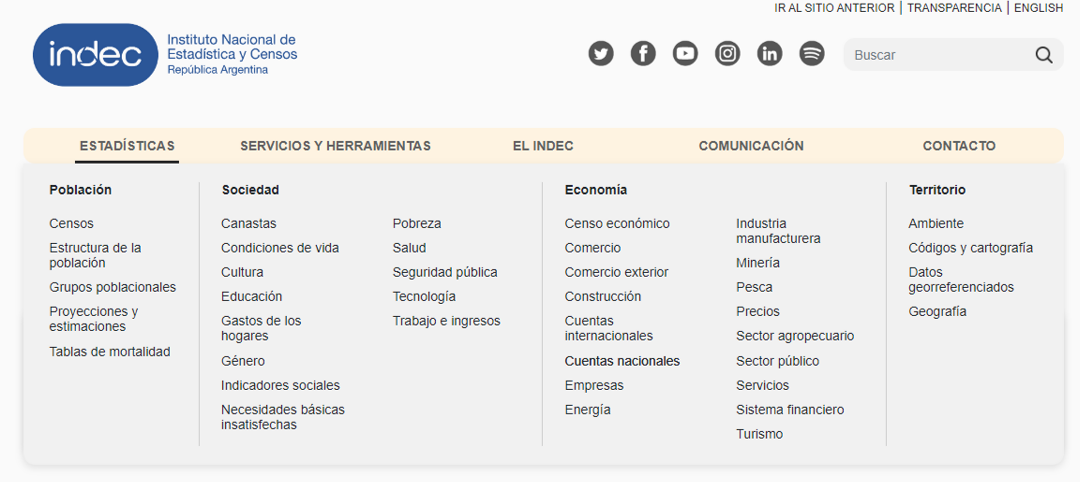 IR AL SITIO ANTERIOR | TRANSPARENCIA | ENGLISH
indec
Instituto Nacional de
Estadística y Censos
República Argentina
Buscar
ESTADÍSTICAS
SERVICIOS Y HERRAMIENTAS
EL INDEC
COMUNICACIÓN
CONTACTO
Población
Censos
Estructura de la
población
Grupos poblacionales
Proyecciones y
estimaciones
Tablas de mortalidad
Sociedad
Canastas
Condiciones de vida
Cultura
Educación
Gastos de los
hogares
Género
Indicadores sociales
Necesidades básicas
insatisfechas
Pobreza
Salud
Seguridad pública
Tecnología
Trabajo e ingresos
Economía
Censo económico
Comercio
Comercio exterior
Construcción
Cuentas
internacionales
Cuentas nacionales
Empresas
Energía
Industria
manufacturera
Minería
Pesca
Precios
Sector agropecuario
Sector público
Servicios
Sistema financiero
Turismo
Territorio
Ambiente
Códigos y cartografía
Datos
georreferenciados
Geografía